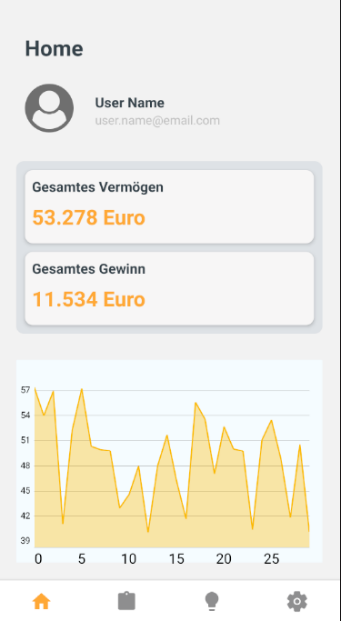 Home
User Name
user.name@email.com
Gesamtes Vermögen
53.278 Euro
Gesamtes Gewinn
11.534 Euro
57
54
51
48
45
42
39
0 5 10 15 20 25